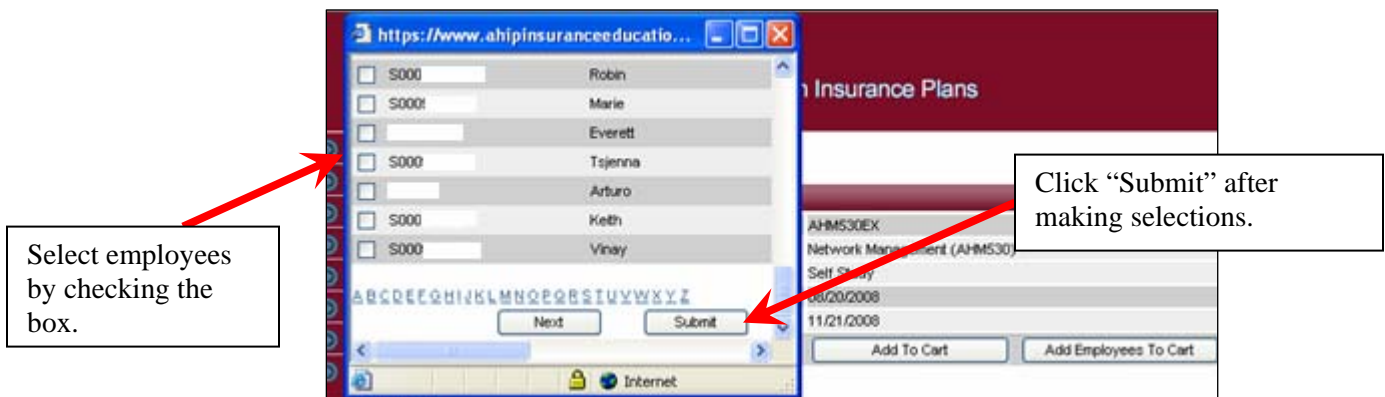 https://www.ahipinsuranceeducatio...
S000 Robin
Marie
Everett
S000 Tsjenna
Arturo
S000 Keith
S000 Vinay
A B C D E F G H I J K L M N O P Q R S T U V W X Y Z
Next Submit
Internet
Insurance Plans
AHM530EX
Network Management (AHM530)
Self Study
08/20/2008
11/21/2008
Add To Cart Add Employees To Cart
Select employees
by checking the
box.
Click “Submit” after
making selections.